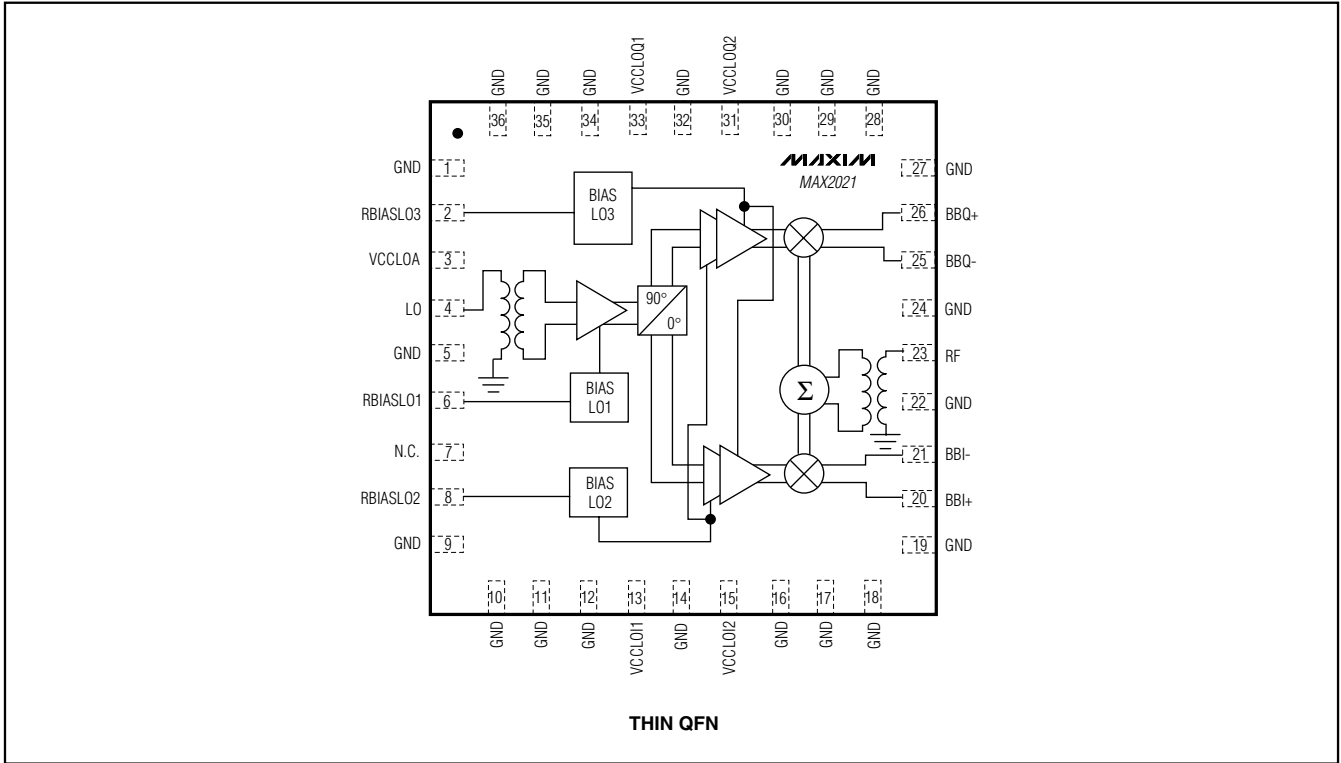 GND
GND
GND
VCCLOQ1
GND
VCCLOQ2
GND
GND
GND
36
35
34
33
32
31
30
29
28
MAXIM
MAX2021
GND 1
RBIASLO3 2
VCCLOA 3
LO 4
GND 5
RBIASLO1 6
N.C. 7
RBIASLO2 8
GND 9
BIAS
LO3
90°
0°
BIAS
LO1
Σ
BIAS
LO2
27 GND
26 BBQ+
25 BBQ-
24 GND
23 RF
22 GND
21 BBI-
20 BBI+
19 GND
10
11
12
13
14
15
16
17
18
GND
GND
GND
VCCLOI1
GND
VCCLOI2
GND
GND
GND
THIN QFN